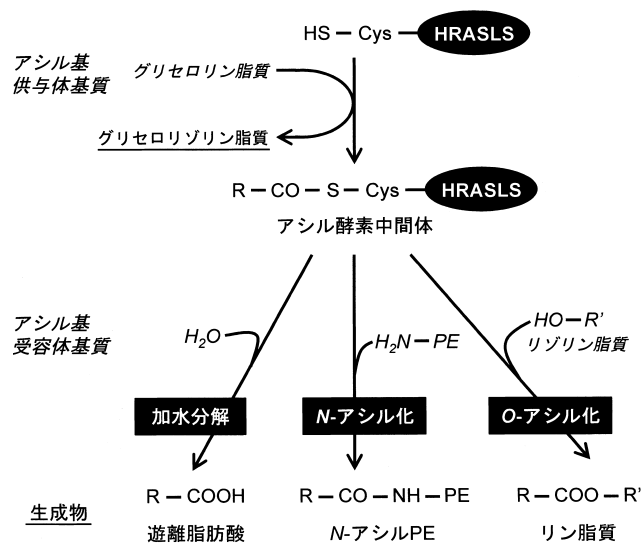 HS － Cys － HRASLS
アシル基
供与体基質
グリセロリン脂質
グリセロリゾリン脂質
R － CO － S － Cys － HRASLS
アシル酵素中間体
アシル基
受容体基質
H2O
H2N－PE
HO－R'
リゾリン脂質
加水分解
N-アシル化
O-アシル化
生成物
R － COOH
遊離脂肪酸
R － CO － NH － PE
N-アシルPE
R － COO － R'
リン脂質